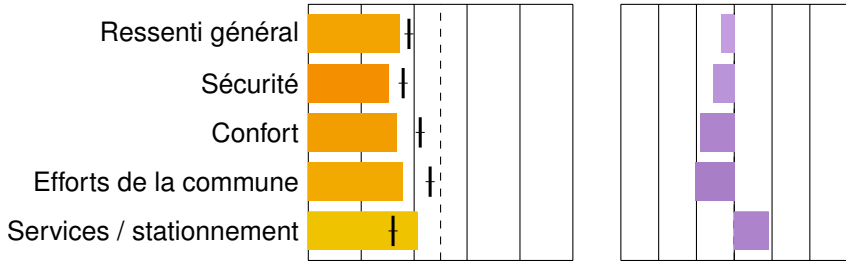 Ressenti général
Sécurité
Confort
Efforts de la commune
Services / stationnement